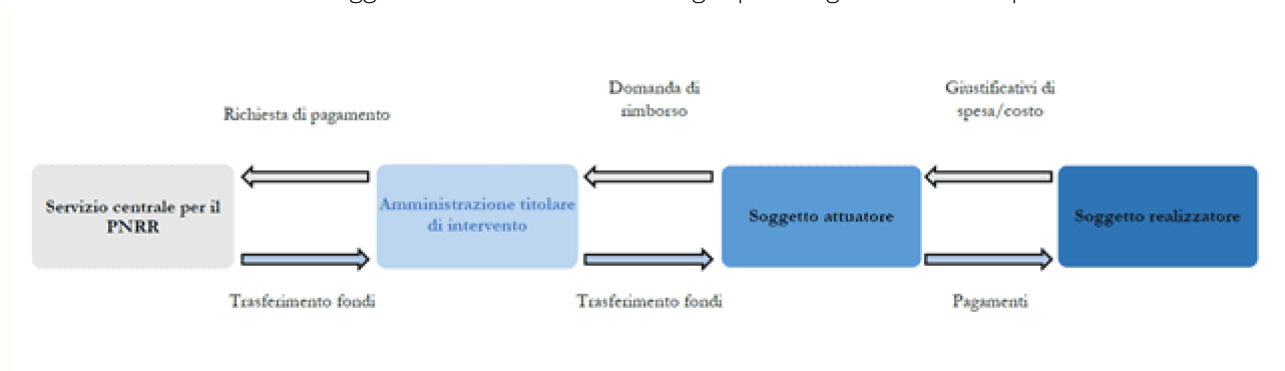 Domanda di
rimborso
Giustificativi di
spesa/costo
Richiesta di pagamento
Servizio centrale per il
PNRR
Amministrazione titolare
di intervento
Soggetto attuatore
Soggetto realizzatore
Trasferimento fondi
Trasferimento fondi
Pagamenti